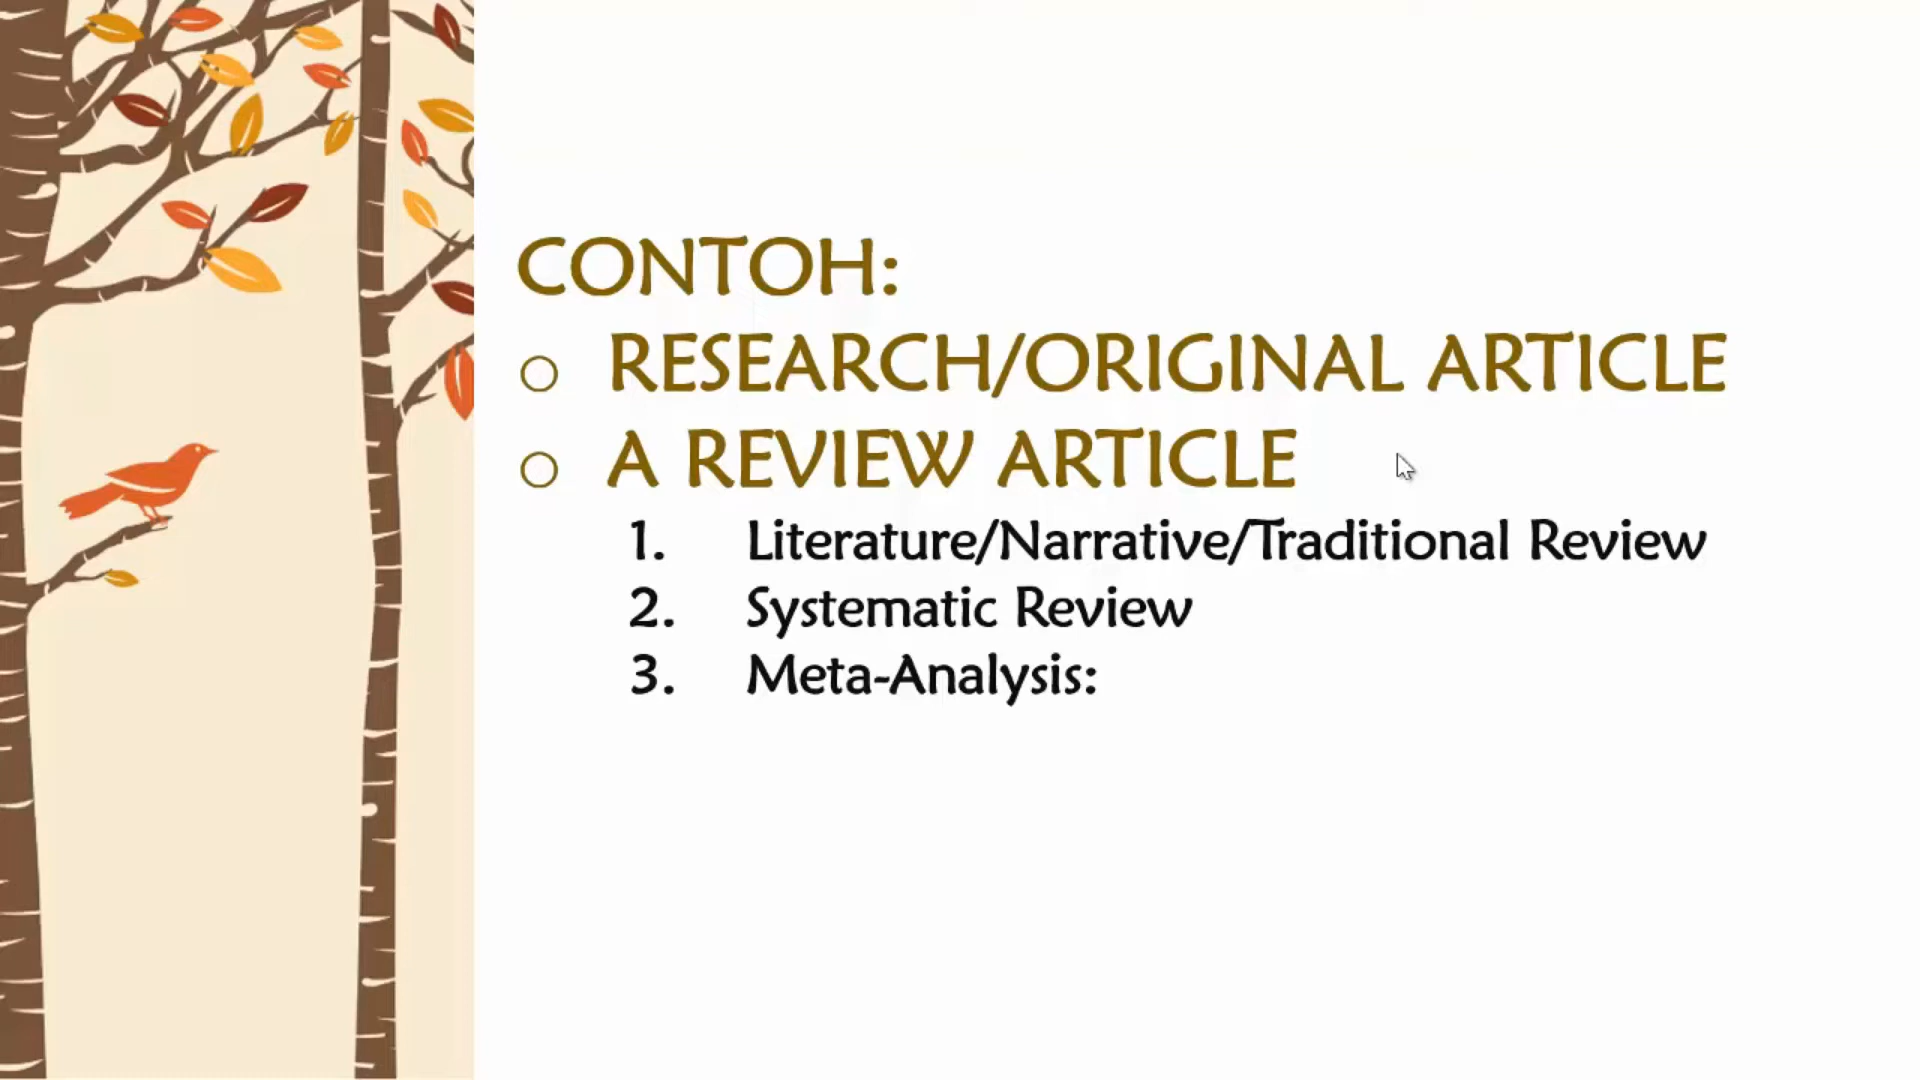 CONTOH:
○ RESEARCH/ORIGINAL ARTICLE
○ A REVIEW ARTICLE
1. Literature/Narrative/Traditional Review
2. Systematic Review
3. Meta-Analysis: